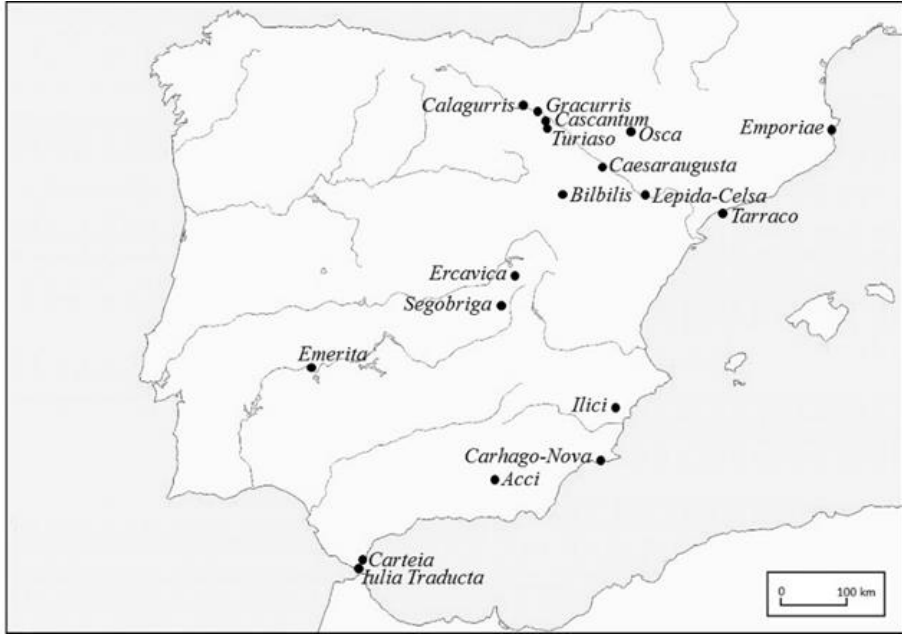 Calagurris
Gracurris
Cascantum
Turiaso
Osca
Emporiae
Caesaraugusta
Bilbilis
Lepida-Celsa
Tarraco
Ercavica
Segobriga
Emerita
Ilici
Carhago-Nova
Acci
Carteia
Iulia Traducta
0 100 km